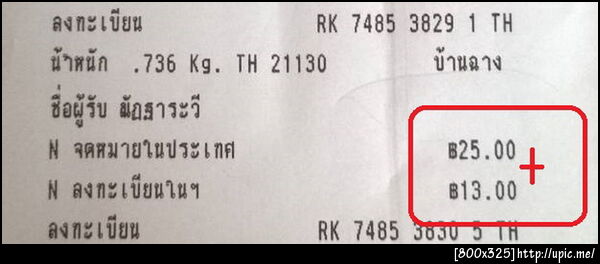 ลงทะเบียน RK 7485 3829 1 TH
น้ำหนัก .736 Kg. TH 21130 บ้านฉาง
ชื่อผู้รับ มัฏฐาระวี
N จดหมายในประเทศ ฿25.00
+
N ลงทะเบียนในฯ ฿13.00
ลงทะเบียน RK 7485 3830 5 TH
[800x325]http://upic.me/